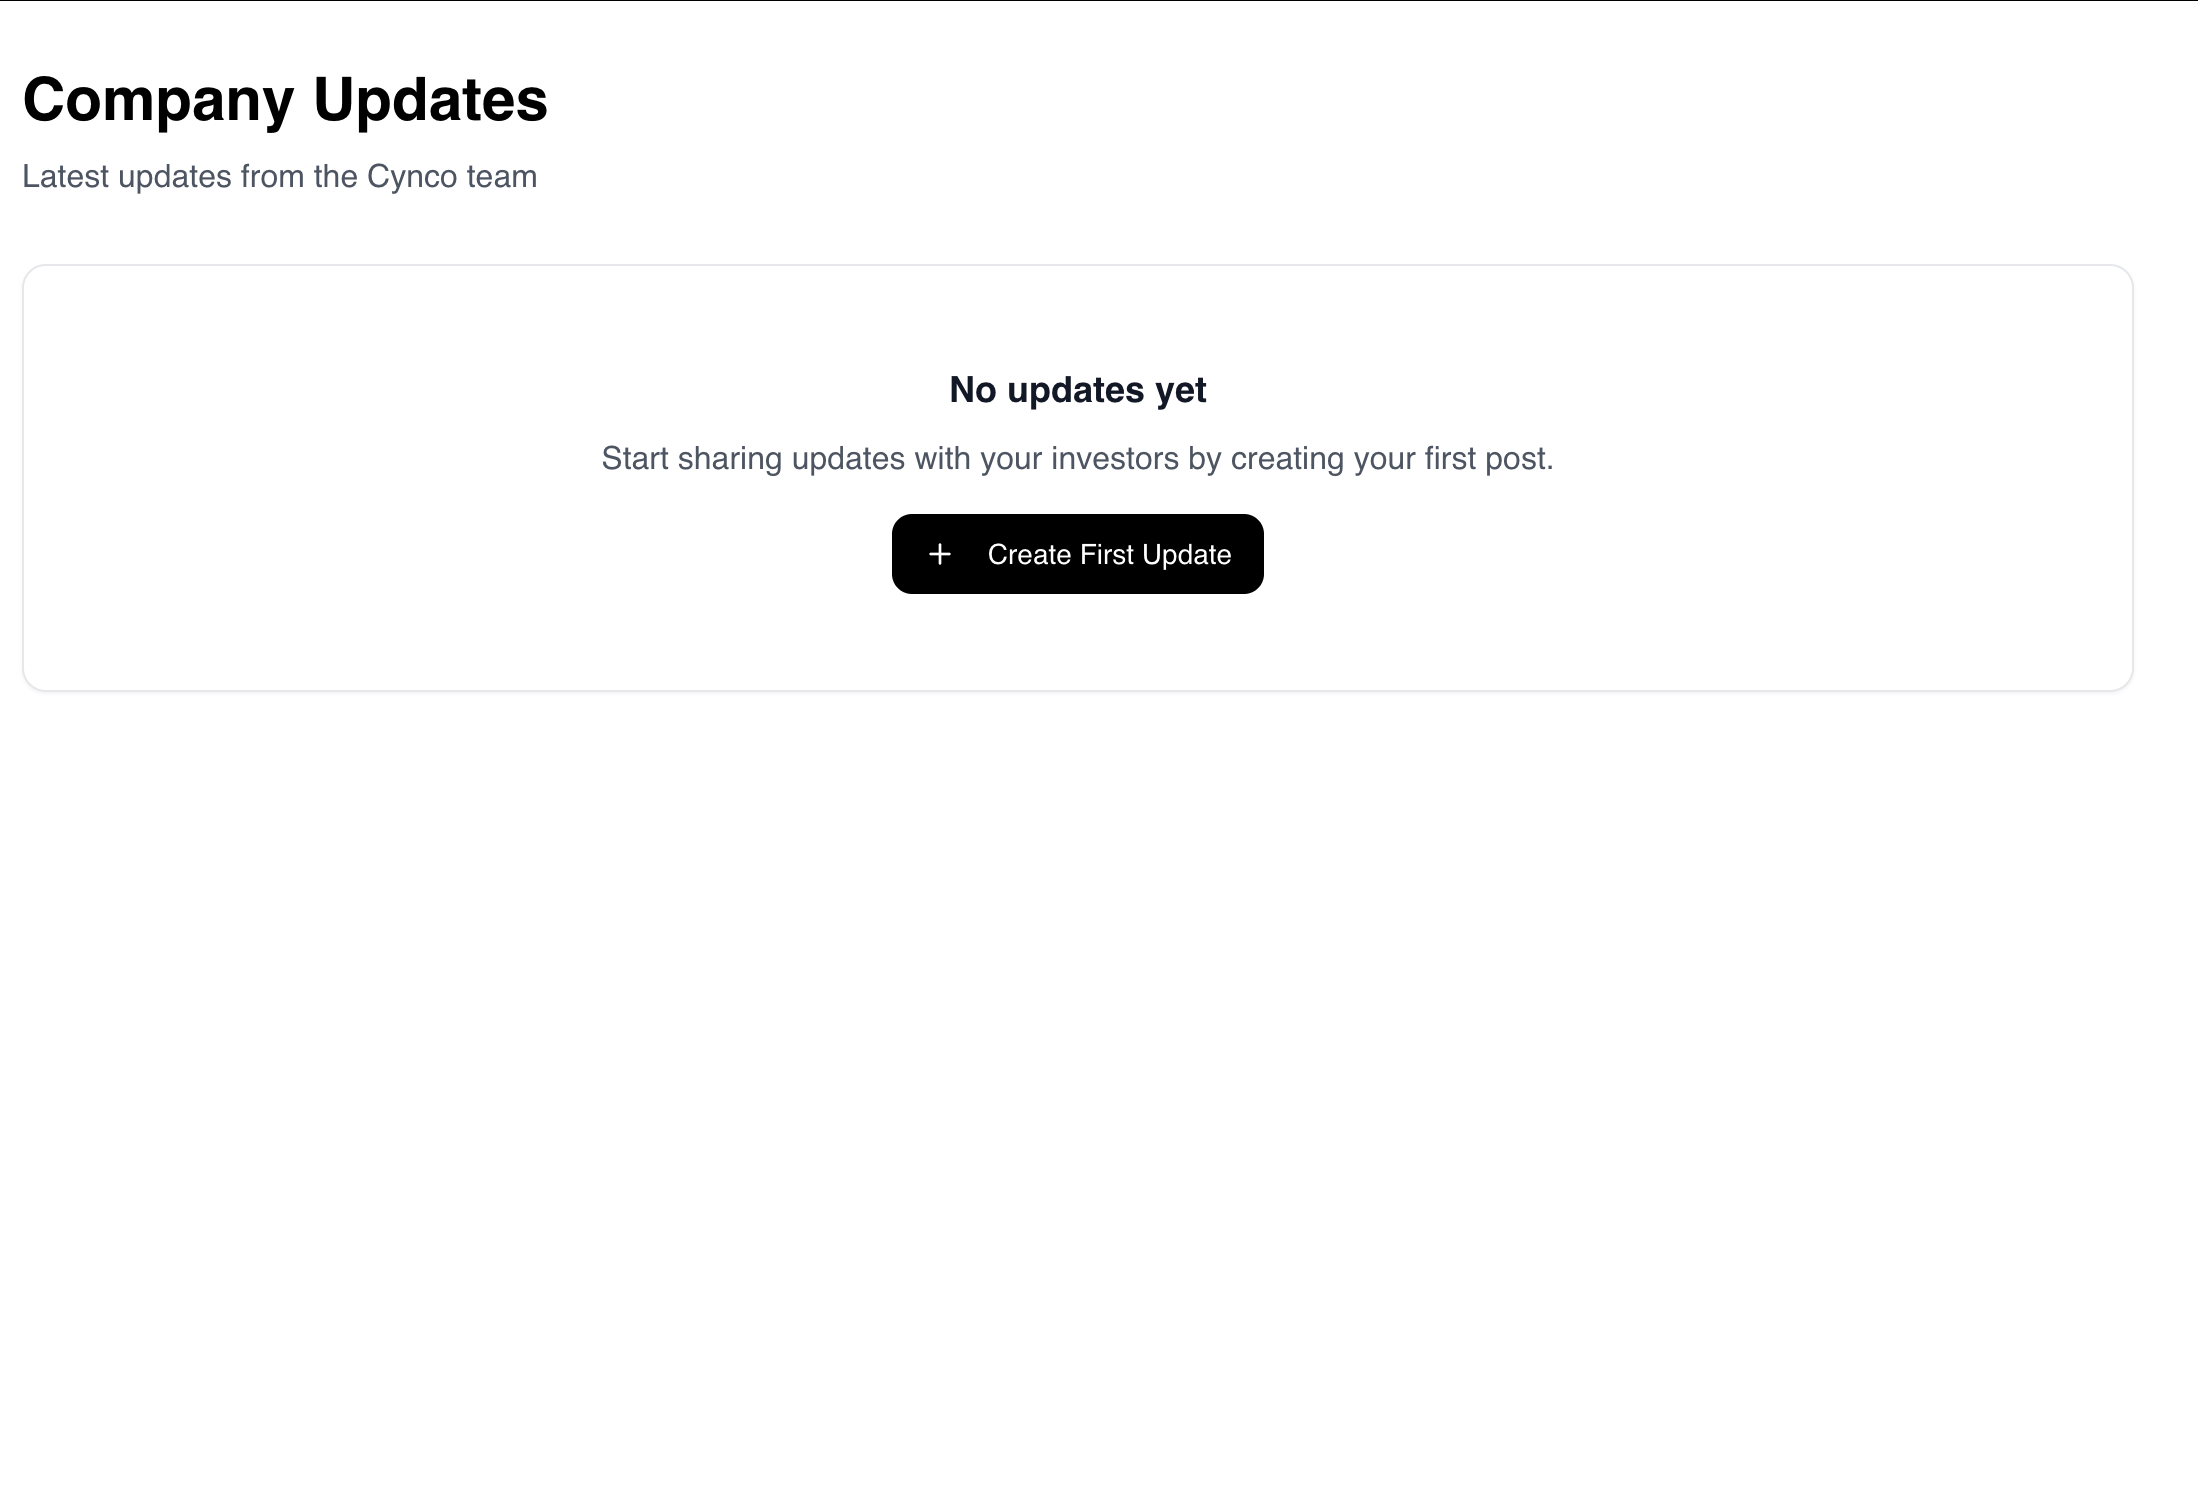 Company Updates
Latest updates from the Cynco team
No updates yet
Start sharing updates with your investors by creating your first post.
+ Create First Update